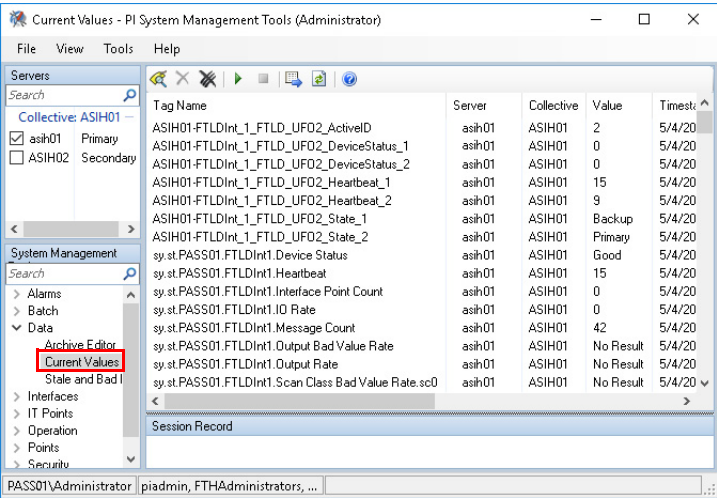 Current Values - PI System Management Tools (Administrator)
File View Tools Help
Servers
Search
Collective: ASIH01
asih01 Primary
ASIH02 Secondary
System Management
Search
Alarms
Batch
Data
Archive Editor
Current Values
Stale and Bad
Interfaces
IT Points
Operation
Points
Security
Tag Name Server Collective Value Timesta
ASIH01-FTLDInt_1_FTLD_UFO2_ActiveID asih01 ASIH01 2 5/4/20
ASIH01-FTLDInt_1_FTLD_UFO2_DeviceStatus_1 asih01 ASIH01 0 5/4/20
ASIH01-FTLDInt_1_FTLD_UFO2_DeviceStatus_2 asih01 ASIH01 0 5/4/20
ASIH01-FTLDInt_1_FTLD_UFO2_Heartbeat_1 asih01 ASIH01 15 5/4/20
ASIH01-FTLDInt_1_FTLD_UFO2_Heartbeat_2 asih01 ASIH01 9 5/4/20
ASIH01-FTLDInt_1_FTLD_UFO2_State_1 asih01 ASIH01 Backup 5/4/20
ASIH01-FTLDInt_1_FTLD_UFO2_State_2 asih01 ASIH01 Primary 5/4/20
sy.st.PASS01.FTLDInt1.Device Status asih01 ASIH01 Good 5/4/20
sy.st.PASS01.FTLDInt1.Heartbeat asih01 ASIH01 15 5/4/20
sy.st.PASS01.FTLDInt1.Interface Point Count asih01 ASIH01 0 5/4/20
sy.st.PASS01.FTLDInt1.IO Rate asih01 ASIH01 0 5/4/20
sy.st.PASS01.FTLDInt1.Message Count asih01 ASIH01 42 5/4/20
sy.st.PASS01.FTLDInt1.Output Bad Value Rate asih01 ASIH01 No Result 5/4/20
sy.st.PASS01.FTLDInt1.Output Rate asih01 ASIH01 No Result 5/4/20
sy.st.PASS01.FTLDInt1.Scan Class Bad Value Rate.sc0 asih01 ASIH01 No Result 5/4/20
Session Record
PASS01\Administrator piadmin, FTHAdministrators, ...